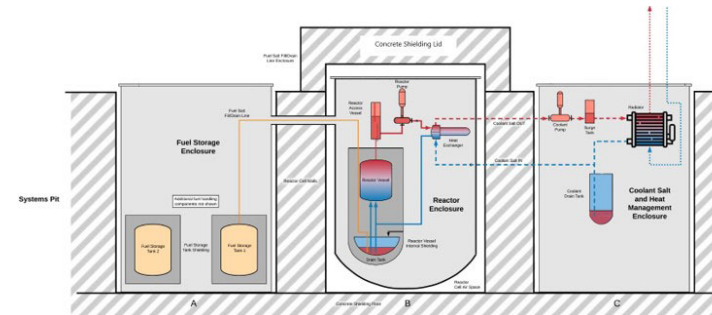 Concrete Shielding Lid
Fuel Salt Fill/Drain
Line Enclosure
Reactor
Pump
Reactor
Access
Vessel
Fuel Salt
Fill/Drain Line
Fuel Storage
Enclosure
Coolant Salt OUT
Coolant
Pump
Surge
Tank
Radiator
Heat
Exchanger
Coolant Salt IN
Reactor Cell Walls
Reactor Vessel
Systems Pit
Additional fuel handling
components not shown
Reactor
Enclosure
Coolant
Drain Tank
Coolant Salt
and Heat
Management
Enclosure
Fuel Storage
Tank 2
Fuel Storage
Tank Shielding
Fuel Storage
Tank 1
Reactor Vessel
Internal Shielding
Drain Tank
Reactor
Cell Air Space
Concrete Shielding Base
A
B
C